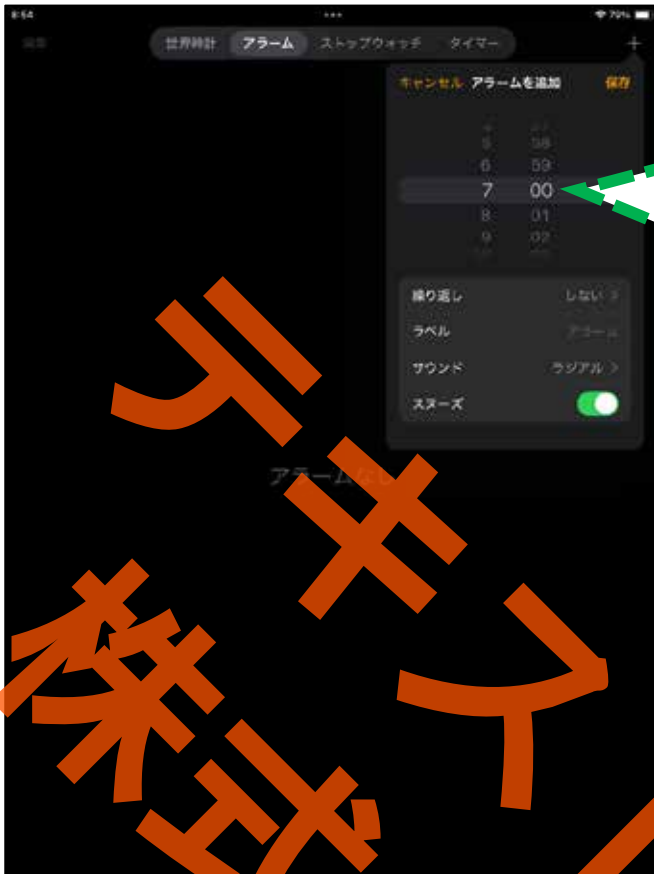 8:54
79%
編集
世界時計 アラーム ストップウォッチ タイマー
キャンセル アラームを追加 保存
5 58
6 59
7 00
8 01
9 02
繰り返し しない
ラベル アラーム
サウンド ラジアル
スヌーズ
アラームなし
テキス
株式